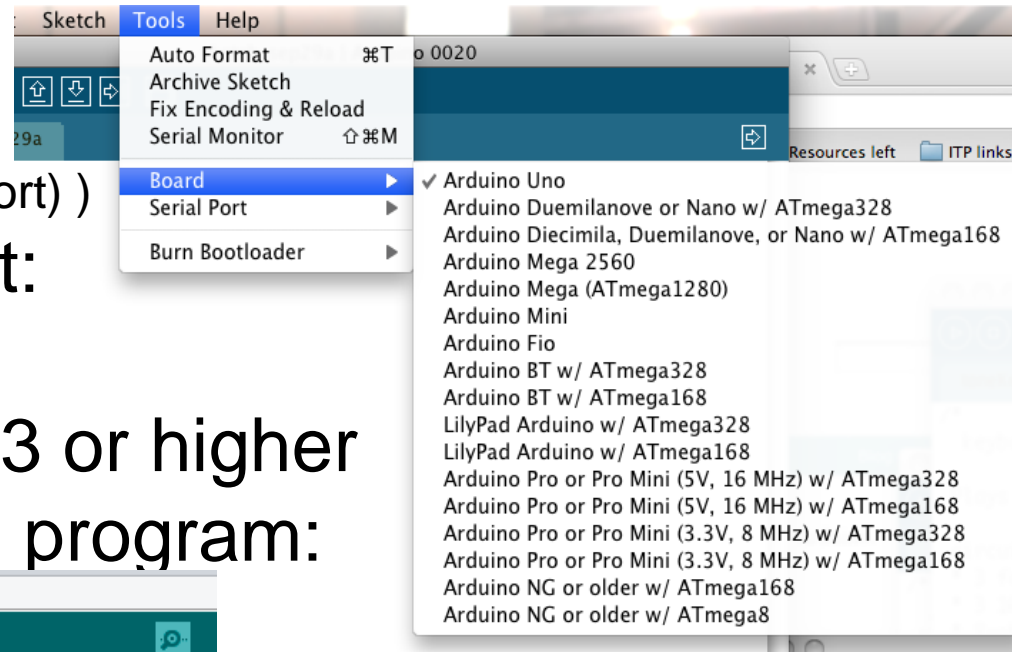 Sketch Tools Help
Auto Format ⌘T
o 0020
Archive Sketch
Fix Encoding & Reload
Serial Monitor ⇧⌘M
29a
Resources left ITP links
Board
Serial Port
Burn Bootloader
✓ Arduino Uno
Arduino Duemilanove or Nano w/ ATmega328
Arduino Diecimila, Duemilanove, or Nano w/ ATmega168
Arduino Mega 2560
Arduino Mega (ATmega1280)
Arduino Mini
Arduino Fio
Arduino BT w/ ATmega328
Arduino BT w/ ATmega168
LilyPad Arduino w/ ATmega328
LilyPad Arduino w/ ATmega168
Arduino Pro or Pro Mini (5V, 16 MHz) w/ ATmega328
Arduino Pro or Pro Mini (5V, 16 MHz) w/ ATmega168
Arduino Pro or Pro Mini (3.3V, 8 MHz) w/ ATmega328
Arduino Pro or Pro Mini (3.3V, 8 MHz) w/ ATmega168
Arduino NG or older w/ ATmega168
Arduino NG or older w/ ATmega8
ort) )
t:
3 or higher
program: